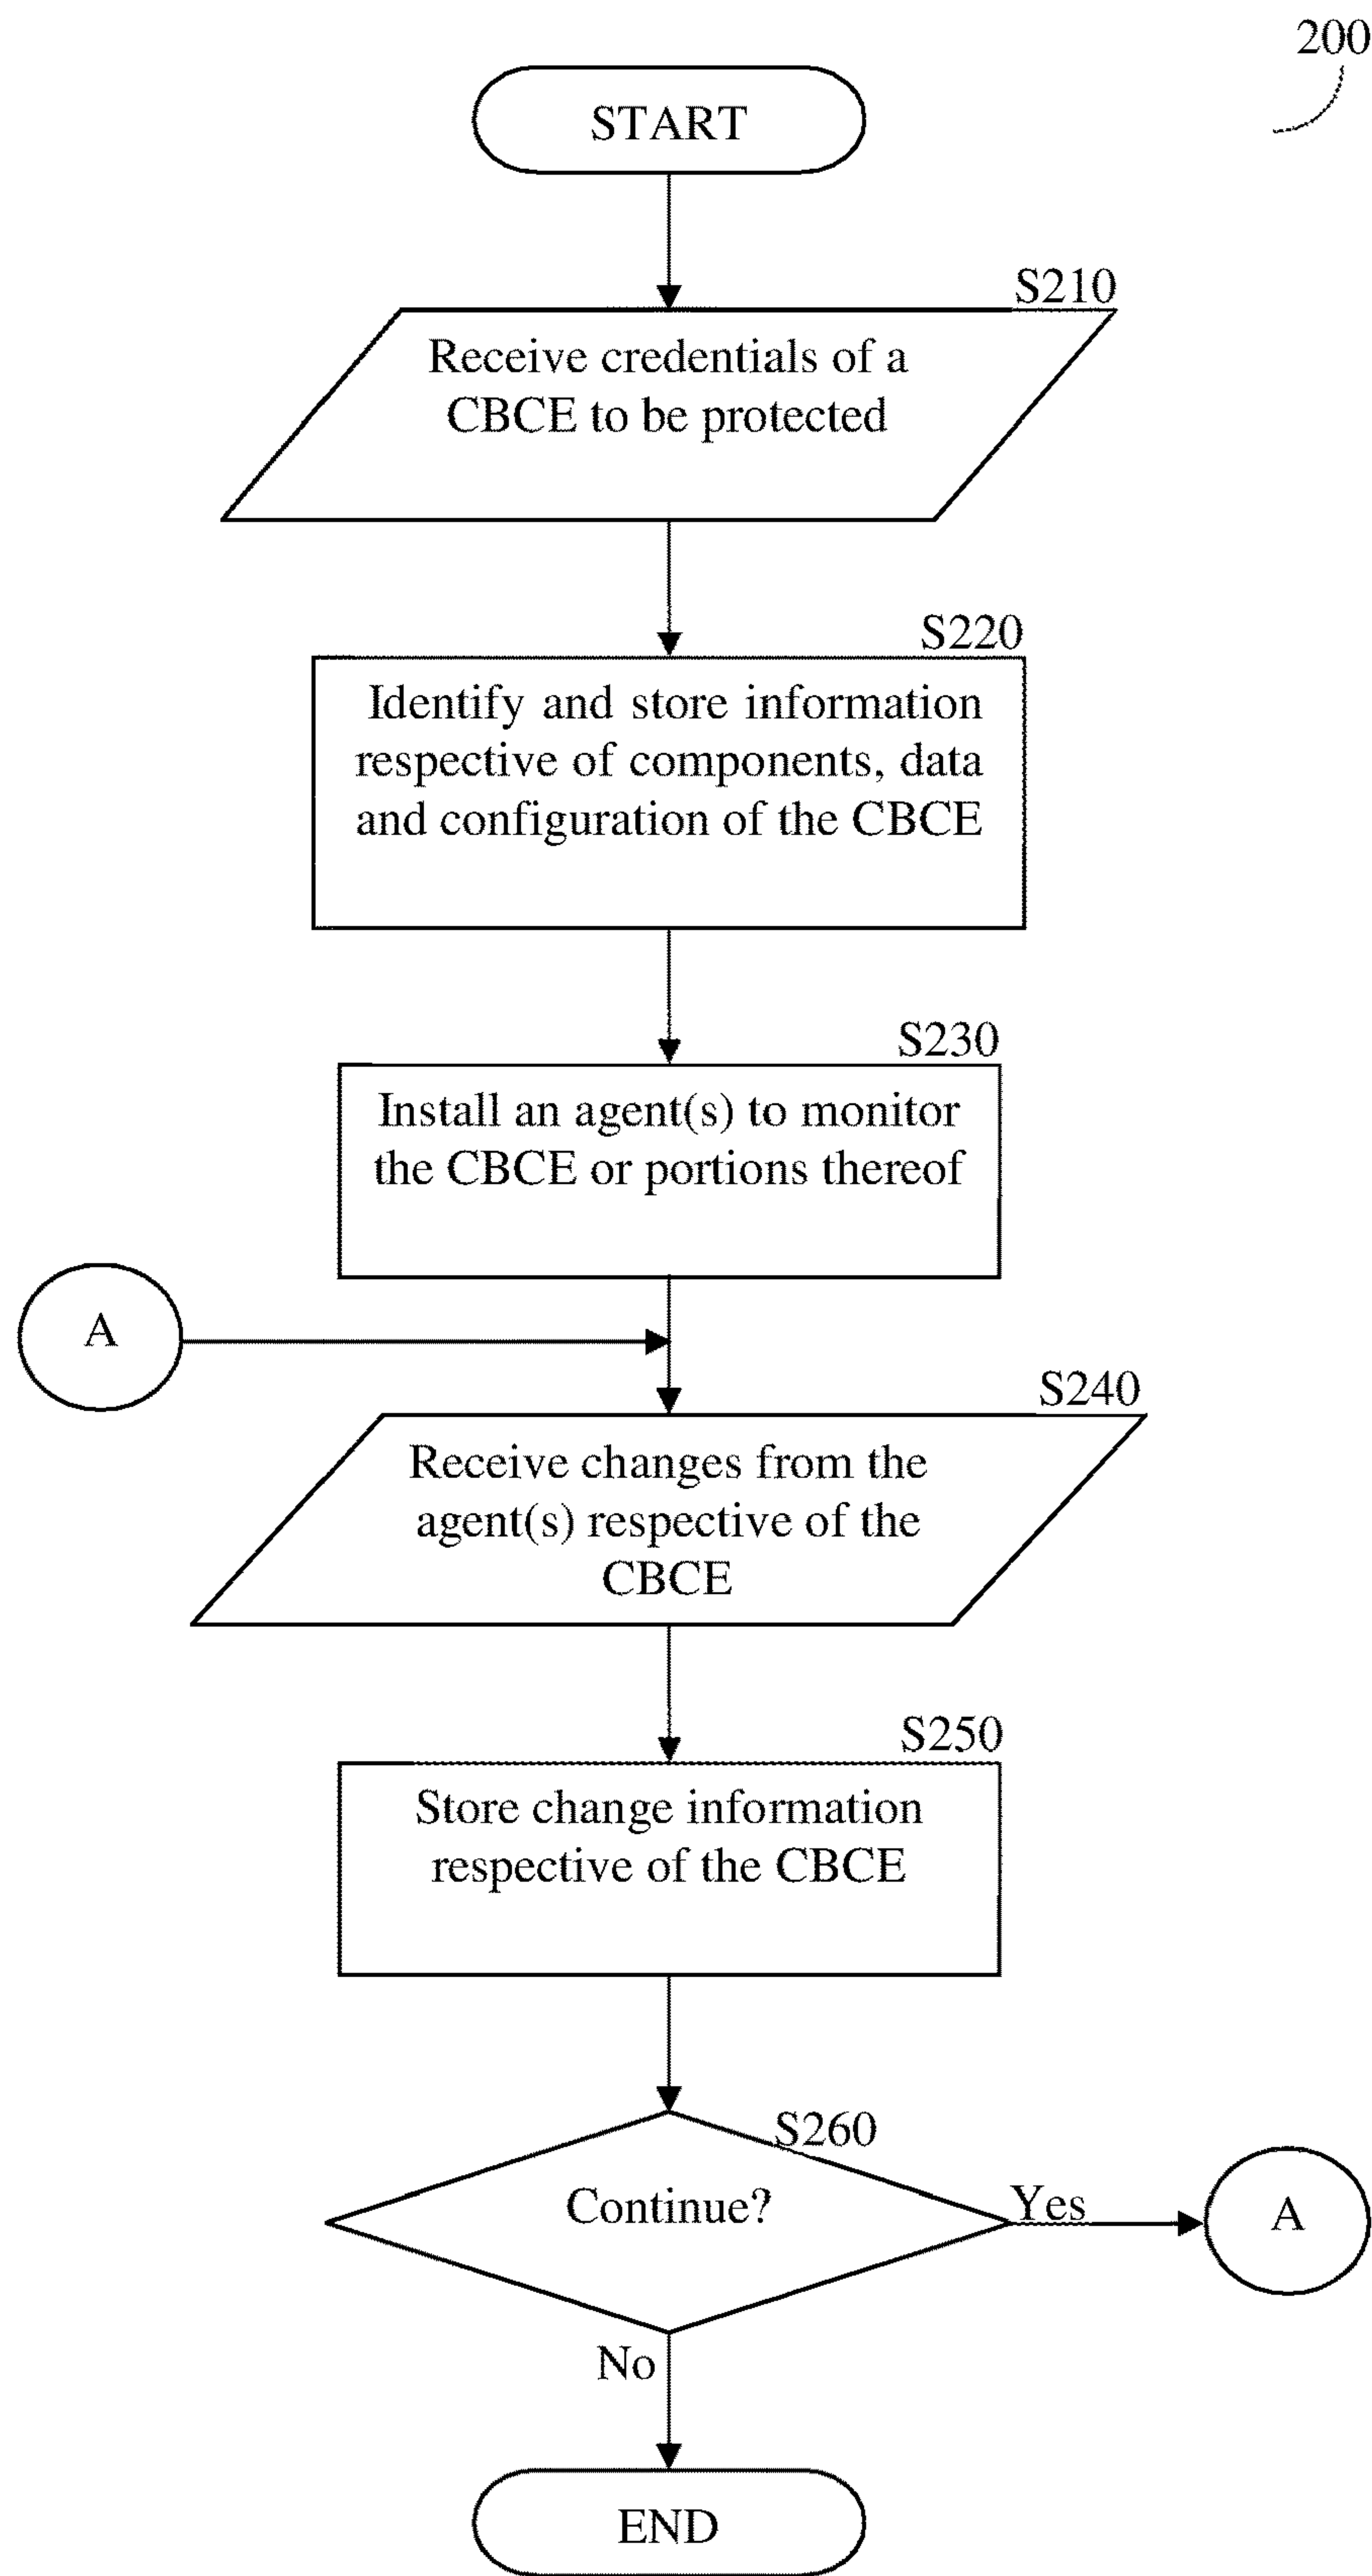 200
START
S210
Receive credentials of a
CBCE to be protected
S220
Identify and store information
respective of components, data
and configuration of the CBCE
S230
Install an agent(s) to monitor
the CBCE or portions thereof
A
S240
Receive changes from the
agent(s) respective of the
CBCE
S250
Store change information
respective of the CBCE
S260
Continue?
Yes
A
No
END